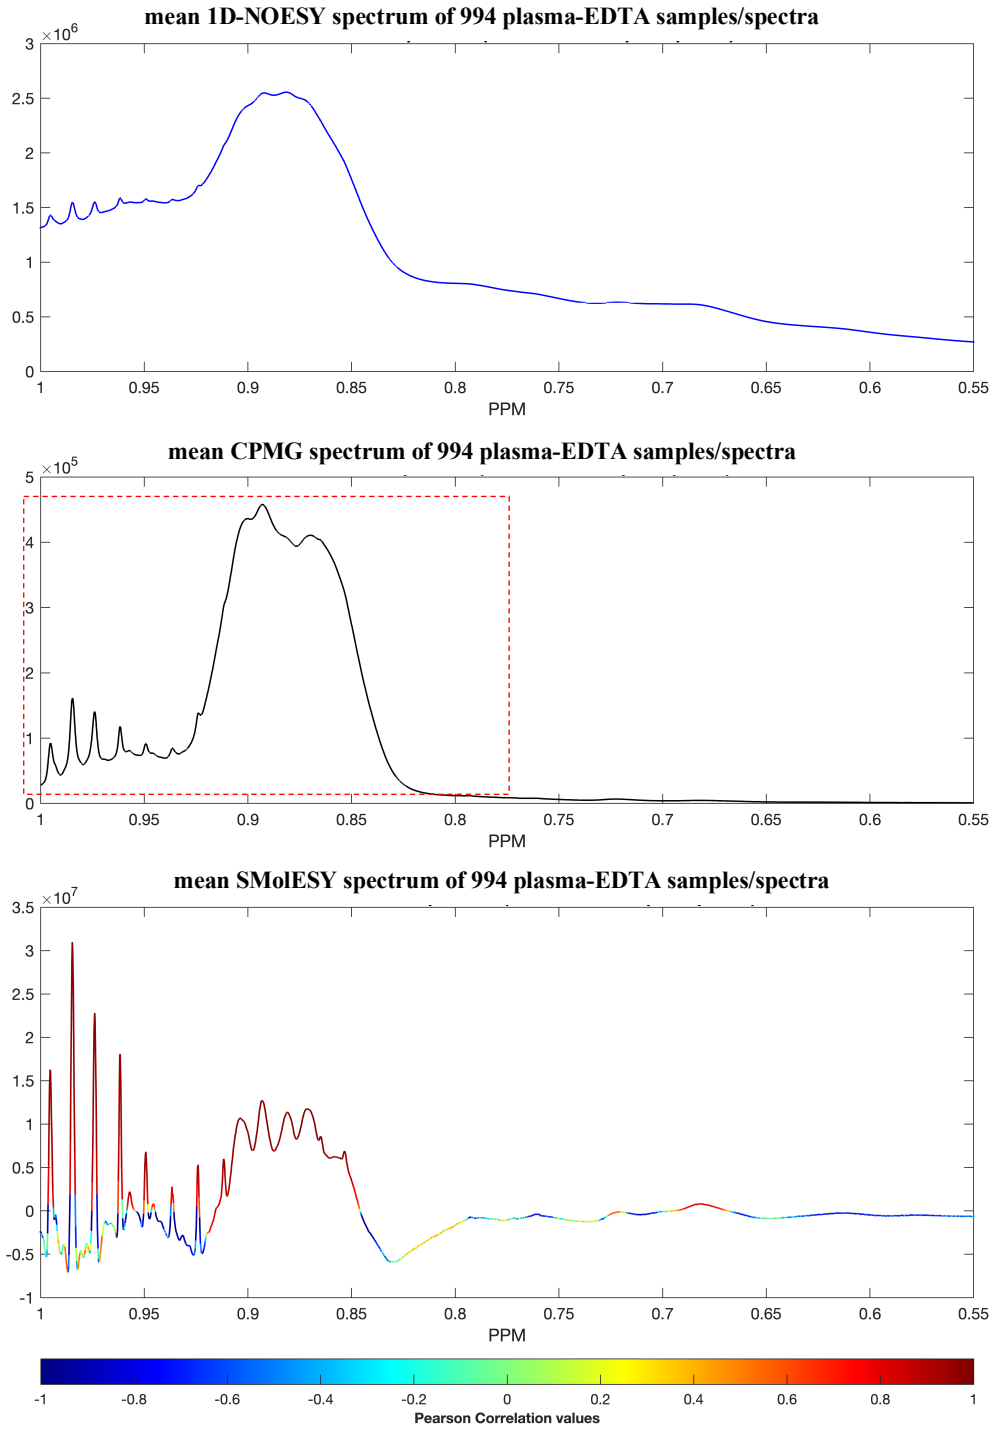 mean 1D-NOESY spectrum of 994 plasma-EDTA samples/spectra
×10⁶
3
2.5
2
1.5
1
0.5
0
1 0.95 0.9 0.85 0.8 0.75 0.7 0.65 0.6 0.55
PPM
mean CPMG spectrum of 994 plasma-EDTA samples/spectra
×10⁵
5
4
3
2
1
0
1 0.95 0.9 0.85 0.8 0.75 0.7 0.65 0.6 0.55
PPM
mean SMolESY spectrum of 994 plasma-EDTA samples/spectra
×10⁷
3.5
3
2.5
2
1.5
1
0.5
0
-0.5
-1
1 0.95 0.9 0.85 0.8 0.75 0.7 0.65 0.6 0.55
PPM
-1 -0.8 -0.6 -0.4 -0.2 0 0.2 0.4 0.6 0.8 1
Pearson Correlation values